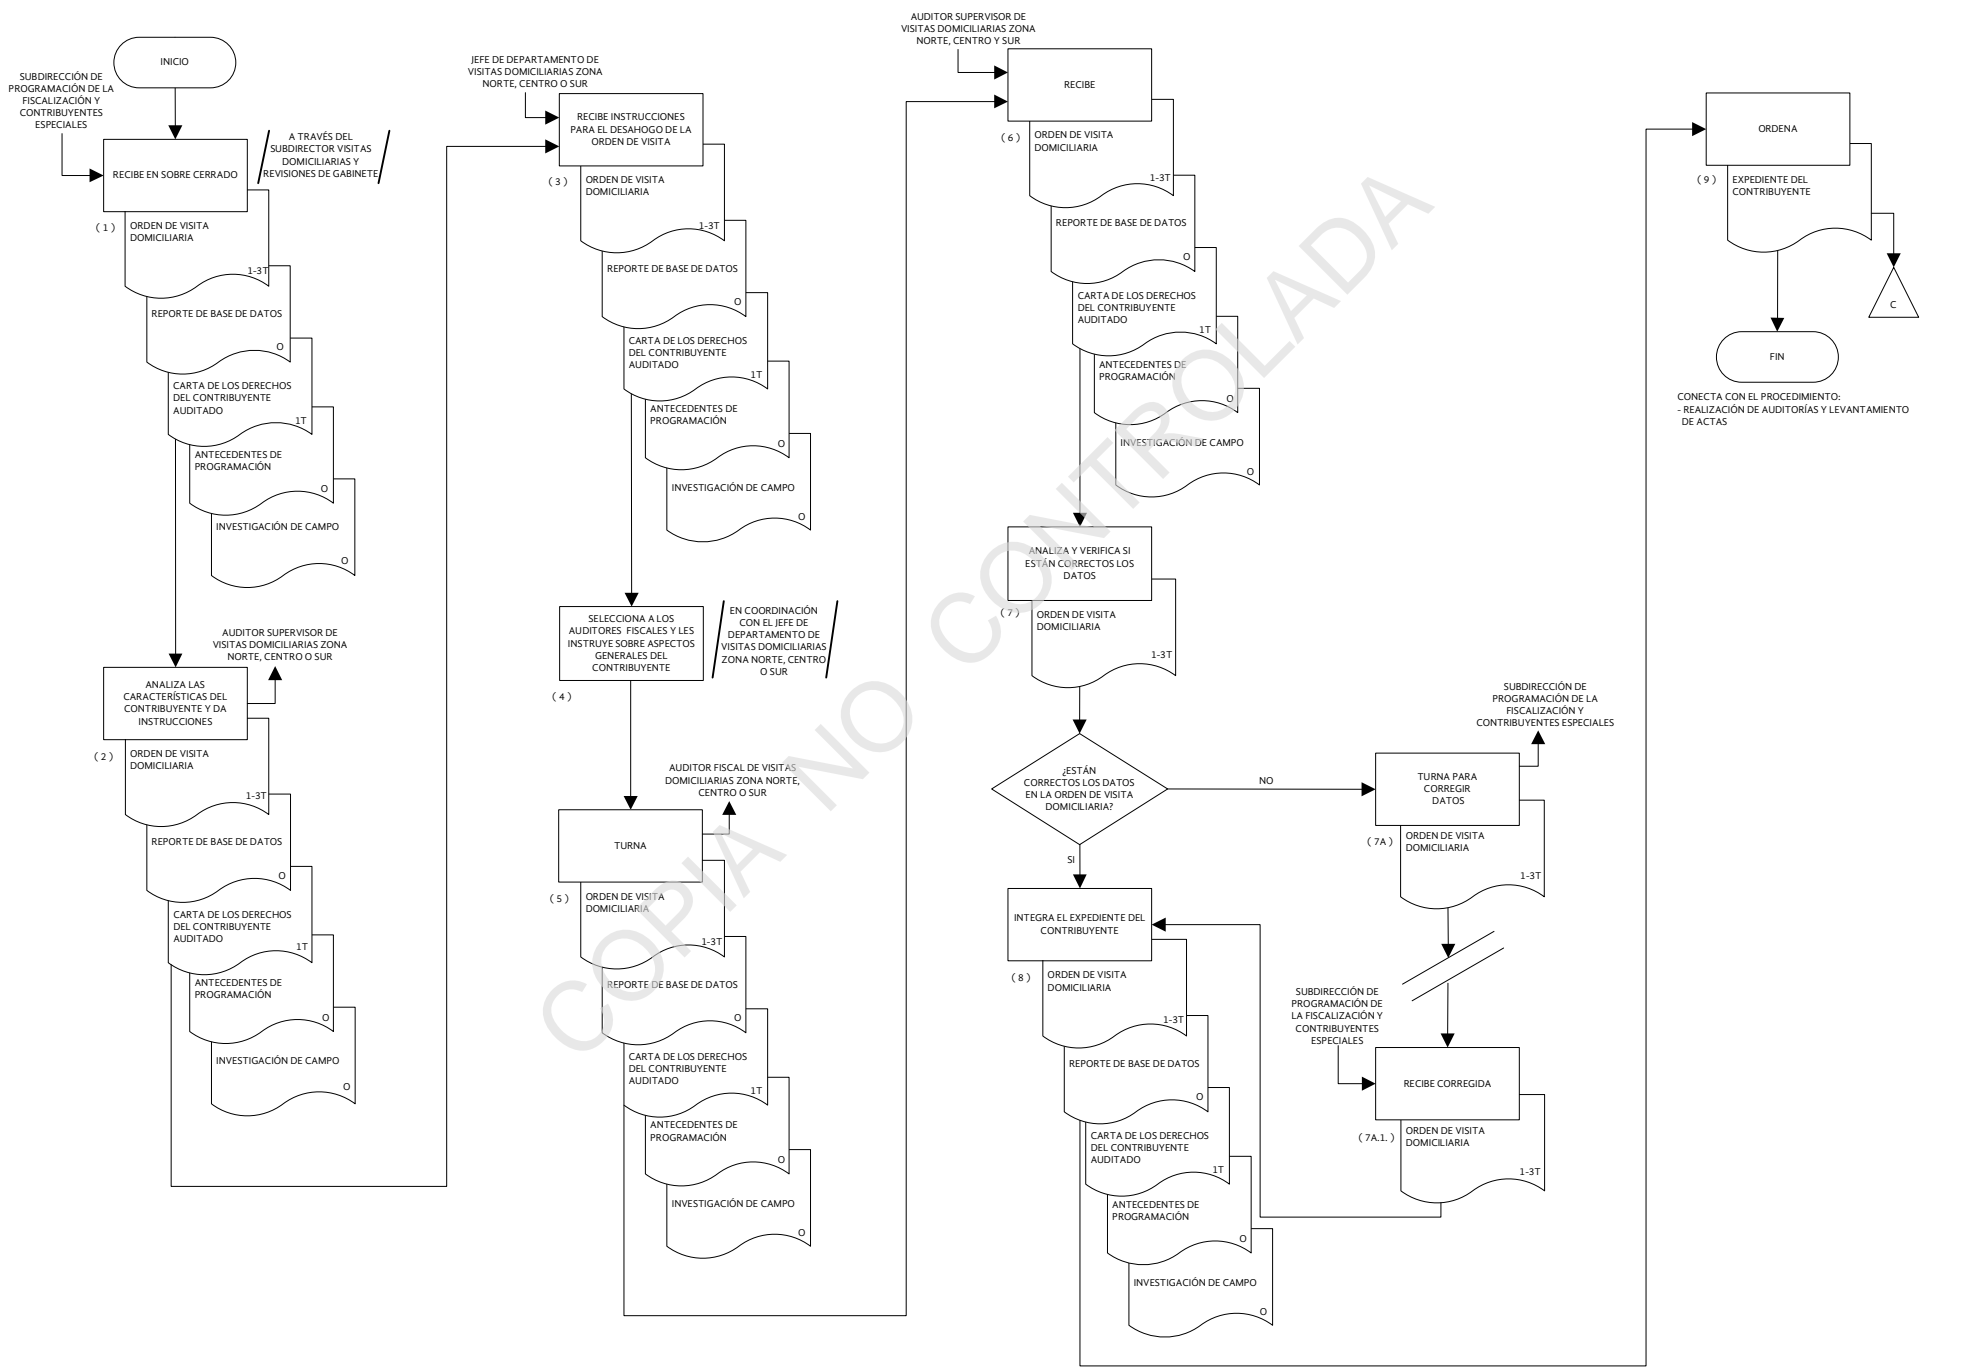 INICIO
SUBDIRECCIÓN DE
PROGRAMACIÓN DE LA
FISCALIZACIÓN Y
CONTRIBUYENTES
ESPECIALES
A TRAVÉS DEL
SUBDIRECTOR VISITAS
DOMICILIARIAS Y
REVISIONES DE GABINETE
RECIBE EN SOBRE CERRADO
( 1 )
ORDEN DE VISITA
DOMICILIARIA
1-3T
REPORTE DE BASE DE DATOS
O
CARTA DE LOS DERECHOS
DEL CONTRIBUYENTE
AUDITADO
1T
ANTECEDENTES DE
PROGRAMACIÓN
O
INVESTIGACIÓN DE CAMPO
O
AUDITOR SUPERVISOR DE
VISITAS DOMICILIARIAS ZONA
NORTE, CENTRO O SUR
ANALIZA LAS
CARACTERÍSTICAS DEL
CONTRIBUYENTE Y DA
INSTRUCCIONES
( 2 )
ORDEN DE VISITA
DOMICILIARIA
1-3T
REPORTE DE BASE DE DATOS
O
CARTA DE LOS DERECHOS
DEL CONTRIBUYENTE
AUDITADO
1T
ANTECEDENTES DE
PROGRAMACIÓN
O
INVESTIGACIÓN DE CAMPO
O
JEFE DE DEPARTAMENTO DE
VISITAS DOMICILIARIAS ZONA
NORTE, CENTRO O SUR
RECIBE INSTRUCCIONES
PARA EL DESAHOGO DE LA
ORDEN DE VISITA
( 3 )
ORDEN DE VISITA
DOMICILIARIA
1-3T
REPORTE DE BASE DE DATOS
O
CARTA DE LOS DERECHOS
DEL CONTRIBUYENTE
AUDITADO
1T
ANTECEDENTES DE
PROGRAMACIÓN
O
INVESTIGACIÓN DE CAMPO
O
SELECCIONA A LOS
AUDITORES FISCALES Y LES
INSTRUYE SOBRE ASPECTOS
GENERALES DEL
CONTRIBUYENTE
( 4 )
EN COORDINACIÓN
CON EL JEFE DE
DEPARTAMENTO DE
VISITAS DOMICILIARIAS
ZONA NORTE, CENTRO
O SUR
AUDITOR FISCAL DE VISITAS
DOMICILIARIAS ZONA NORTE,
CENTRO O SUR
TURNA
( 5 )
ORDEN DE VISITA
DOMICILIARIA
1-3T
REPORTE DE BASE DE DATOS
O
CARTA DE LOS DERECHOS
DEL CONTRIBUYENTE
AUDITADO
1T
ANTECEDENTES DE
PROGRAMACIÓN
O
INVESTIGACIÓN DE CAMPO
O
AUDITOR SUPERVISOR DE
VISITAS DOMICILIARIAS ZONA
NORTE, CENTRO Y SUR
RECIBE
( 6 )
ORDEN DE VISITA
DOMICILIARIA
1-3T
REPORTE DE BASE DE DATOS
O
CARTA DE LOS DERECHOS
DEL CONTRIBUYENTE
AUDITADO
1T
ANTECEDENTES DE
PROGRAMACIÓN
O
INVESTIGACIÓN DE CAMPO
O
ANALIZA Y VERIFICA SI
ESTÁN CORRECTOS LOS
DATOS
( 7 )
ORDEN DE VISITA
DOMICILIARIA
1-3T
¿ESTÁN
CORRECTOS LOS DATOS
EN LA ORDEN DE VISITA
DOMICILIARIA?
NO
SI
SUBDIRECCIÓN DE
PROGRAMACIÓN DE LA
FISCALIZACIÓN Y
CONTRIBUYENTES ESPECIALES
TURNA PARA
CORREGIR
DATOS
( 7A )
ORDEN DE VISITA
DOMICILIARIA
1-3T
SUBDIRECCIÓN DE
PROGRAMACIÓN DE
LA FISCALIZACIÓN Y
CONTRIBUYENTES
ESPECIALES
RECIBE CORREGIDA
( 7A.1. )
ORDEN DE VISITA
DOMICILIARIA
1-3T
INTEGRA EL EXPEDIENTE DEL
CONTRIBUYENTE
( 8 )
ORDEN DE VISITA
DOMICILIARIA
1-3T
REPORTE DE BASE DE DATOS
O
CARTA DE LOS DERECHOS
DEL CONTRIBUYENTE
AUDITADO
1T
ANTECEDENTES DE
PROGRAMACIÓN
O
INVESTIGACIÓN DE CAMPO
O
ORDENA
( 9 )
EXPEDIENTE DEL
CONTRIBUYENTE
C
FIN
CONECTA CON EL PROCEDIMIENTO:
- REALIZACIÓN DE AUDITORÍAS Y LEVANTAMIENTO
DE ACTAS
COPIA NO CONTROLADA